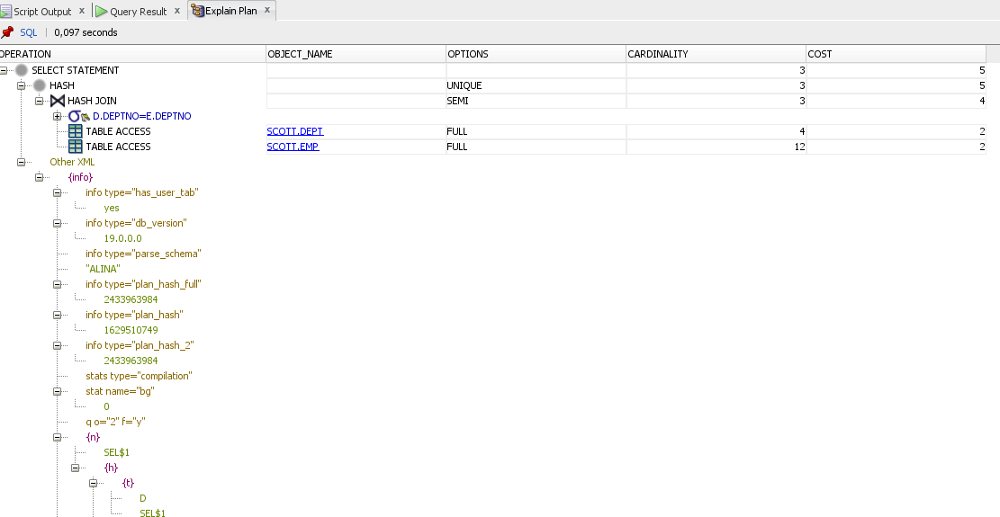 Script Output x Query Result x Explain Plan x
SQL 0,097 seconds
OPERATION OBJECT_NAME OPTIONS CARDINALITY COST
SELECT STATEMENT 3 5
HASH UNIQUE 3 5
HASH JOIN SEMI 3 4
D.DEPTNO=E.DEPTNO
TABLE ACCESS SCOTT.DEPT FULL 4 2
TABLE ACCESS SCOTT.EMP FULL 12 2
Other XML
{info}
info type="has_user_tab"
yes
info type="db_version"
19.0.0.0
info type="parse_schema"
"ALINA"
info type="plan_hash_full"
2433963984
info type="plan_hash"
1629510749
info type="plan_hash_2"
2433963984
stats type="compilation"
stat name="bg"
0
q o="2" f="y"
{n}
SEL$1
{h}
{t}
D
SEL$1